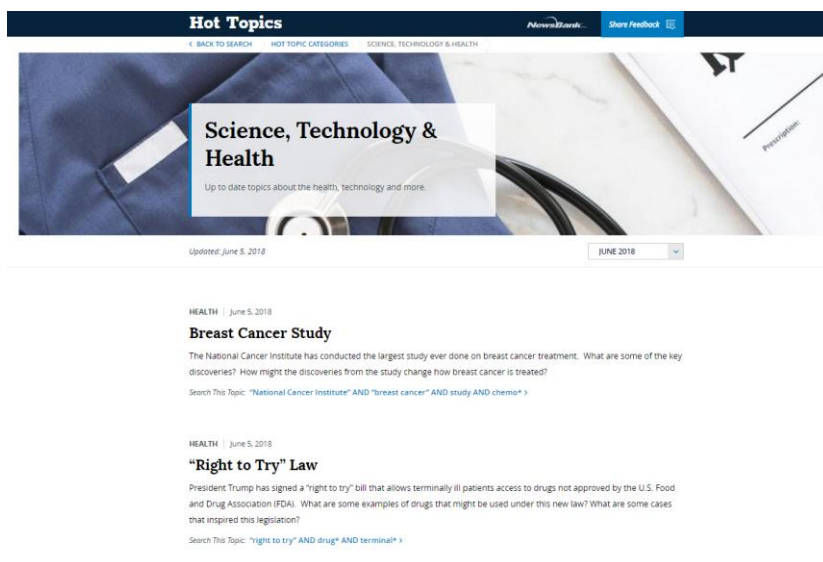 Hot Topics
NewsBank
Share Feedback
< BACK TO SEARCH HOT TOPIC CATEGORIES SCIENCE, TECHNOLOGY & HEALTH
Prescription:
Science, Technology &
Health
Up to date topics about the health, technology and more.
Updated: June 5, 2018
JUNE 2018
HEALTH | June 5, 2018
Breast Cancer Study
The National Cancer Institute has conducted the largest study ever done on breast cancer treatment. What are some of the key
discoveries? How might the discoveries from the study change how breast cancer is treated?
Search This Topic: "National Cancer Institute" AND "breast cancer" AND study AND chemo* >
HEALTH | June 5, 2018
“Right to Try” Law
President Trump has signed a "right to try" bill that allows terminally ill patients access to drugs not approved by the U.S. Food
and Drug Association (FDA). What are some examples of drugs that might be used under this new law? What are some cases
that inspired this legislation?
Search This Topic: "right to try" AND drug* AND terminal* >